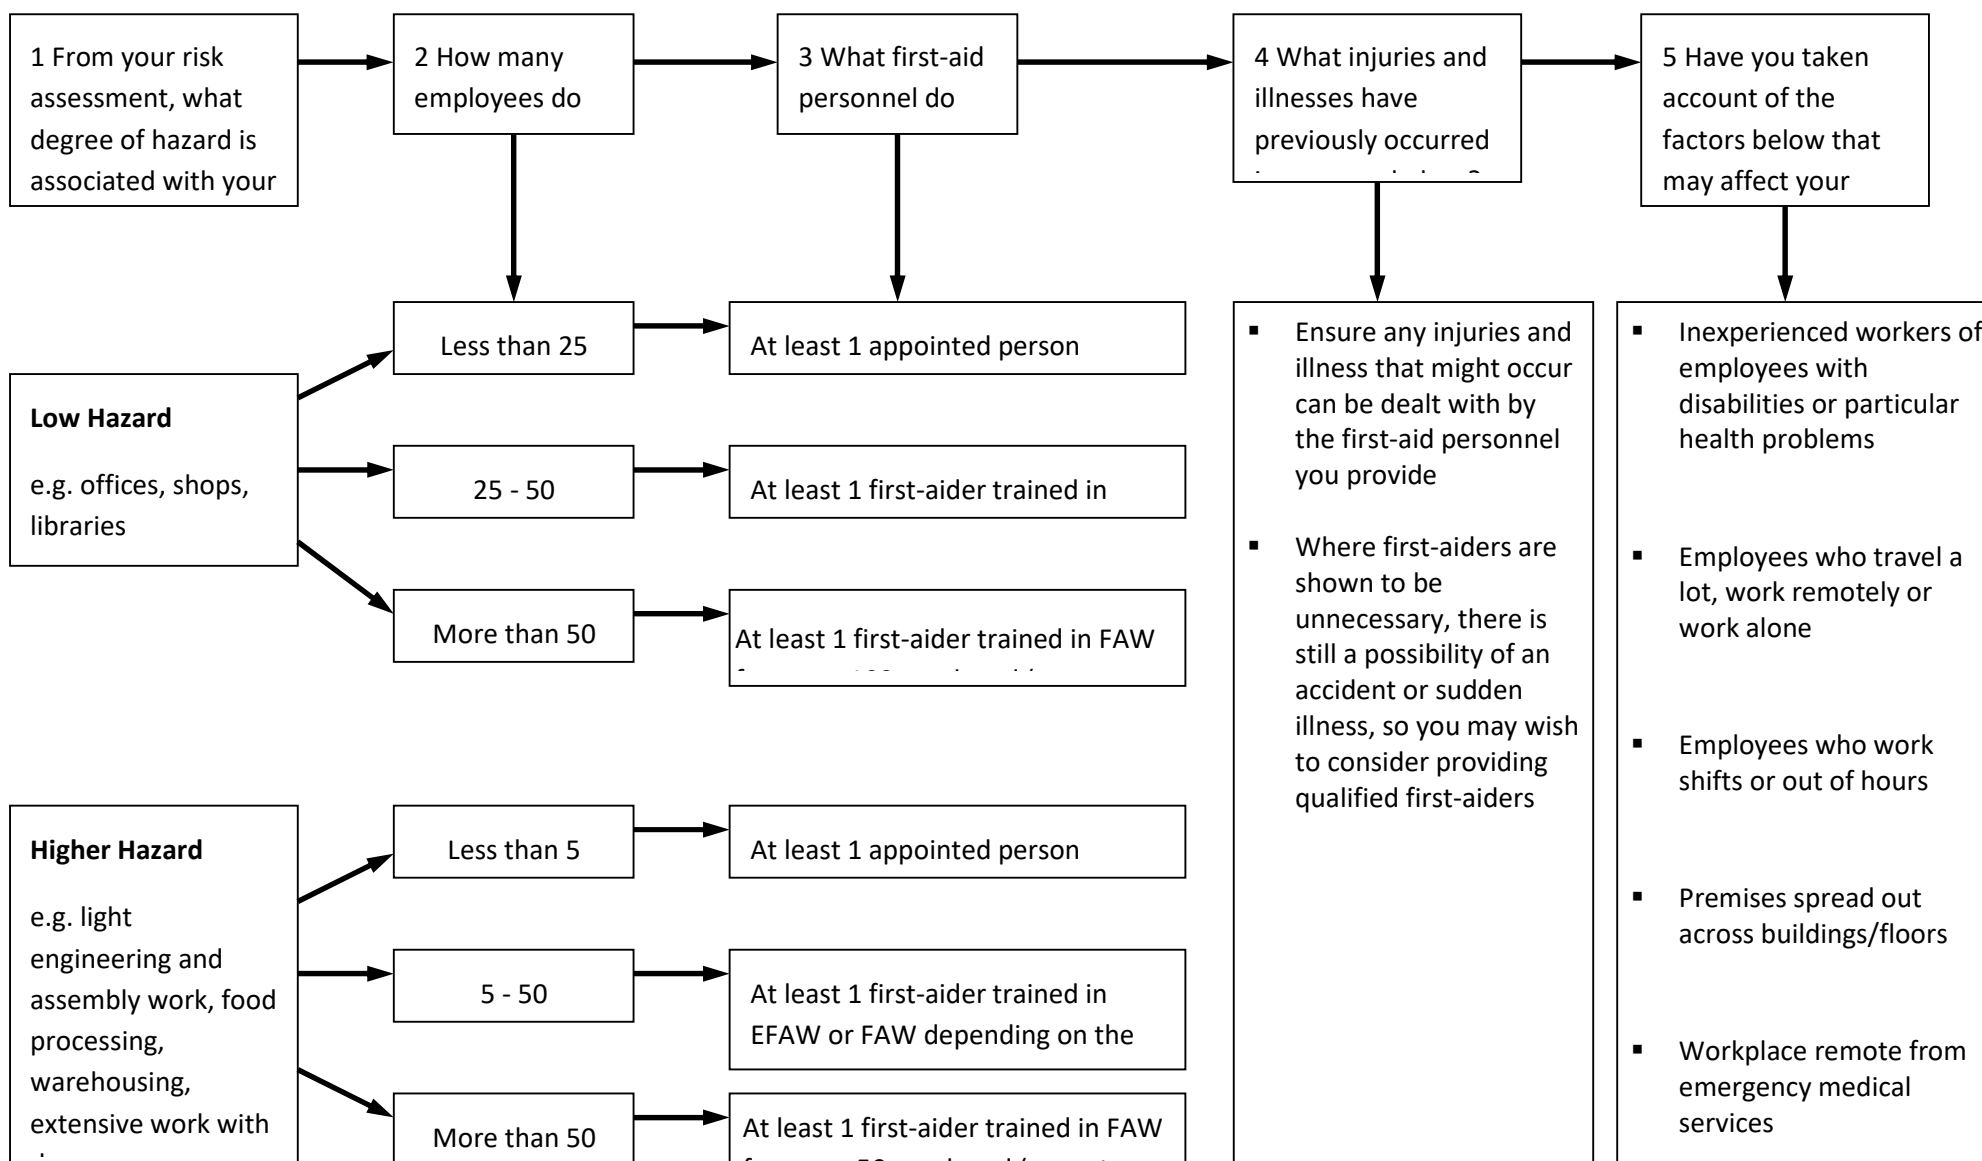 1 From your risk
assessment, what
degree of hazard is
associated with your
2 How many
employees do
3 What first-aid
personnel do
4 What injuries and
illnesses have
previously occurred
5 Have you taken
account of the
factors below that
may affect your
Low Hazard
e.g. offices, shops,
libraries
Less than 25
At least 1 appointed person
25 - 50
At least 1 first-aider trained in
More than 50
At least 1 first-aider trained in FAW
Higher Hazard
e.g. light
engineering and
assembly work, food
processing,
warehousing,
extensive work with
Less than 5
At least 1 appointed person
5 - 50
At least 1 first-aider trained in
EFAW or FAW depending on the
More than 50
At least 1 first-aider trained in FAW
▪ Ensure any injuries and
illness that might occur
can be dealt with by
the first-aid personnel
you provide
▪ Where first-aiders are
shown to be
unnecessary, there is
still a possibility of an
accident or sudden
illness, so you may wish
to consider providing
qualified first-aiders
▪ Inexperienced workers of
employees with
disabilities or particular
health problems
▪ Employees who travel a
lot, work remotely or
work alone
▪ Employees who work
shifts or out of hours
▪ Premises spread out
across buildings/floors
▪ Workplace remote from
emergency medical
services